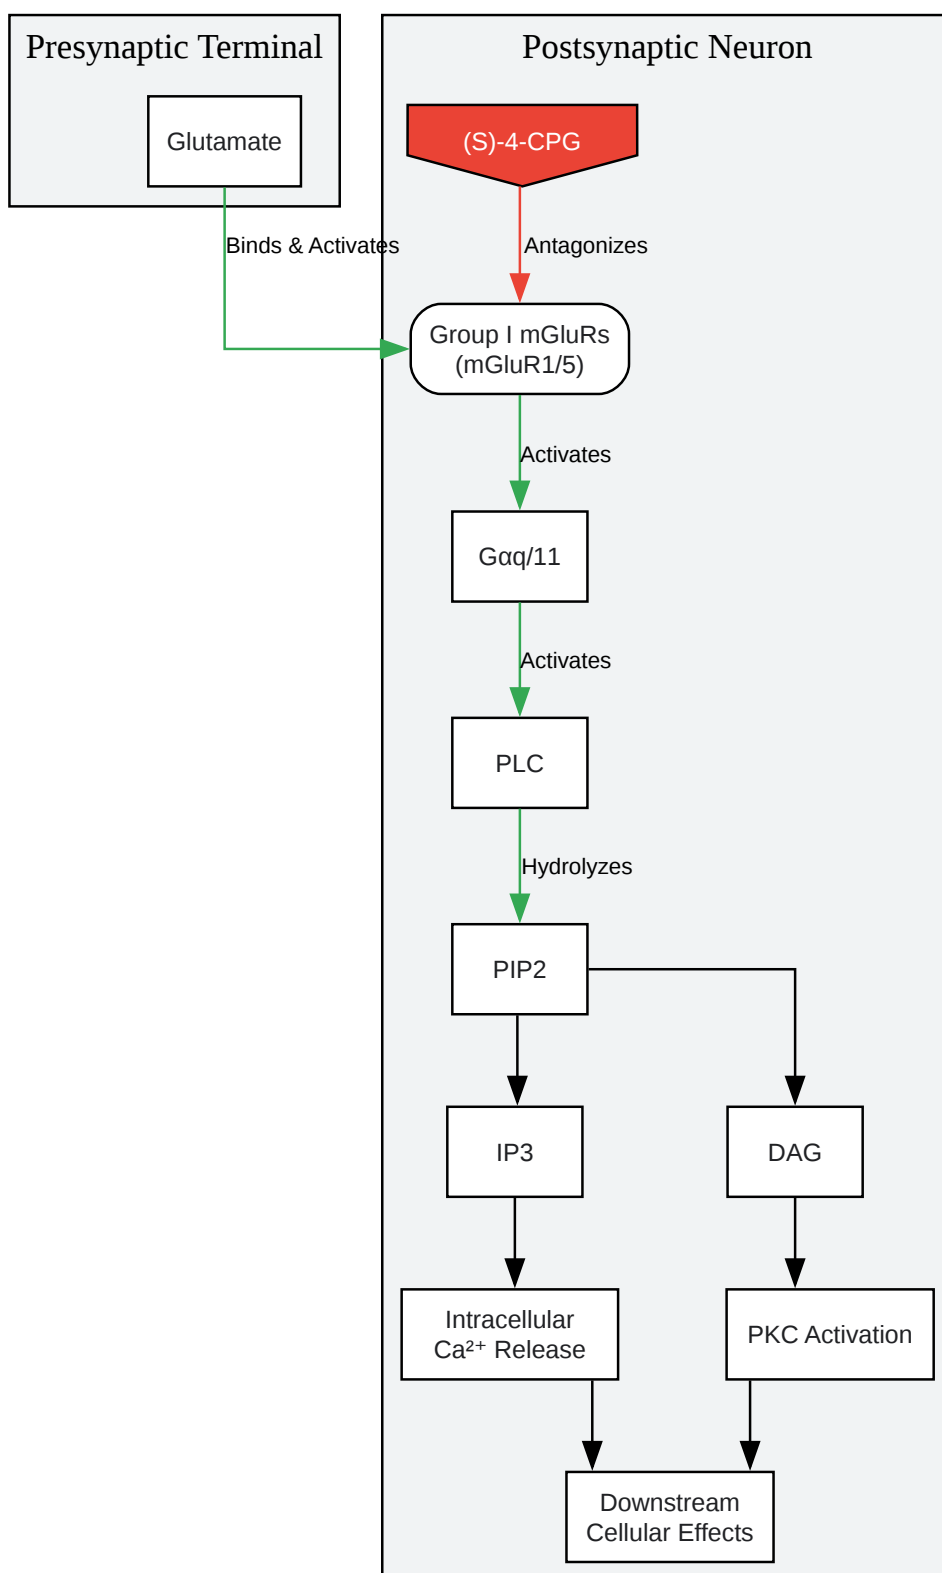 Presynaptic Terminal
Postsynaptic Neuron
Glutamate
(S)-4-CPG
Binds & Activates
Antagonizes
Group I mGluRs
(mGluR1/5)
Activates
Gαq/11
Activates
PLC
Hydrolyzes
PIP2
IP3
DAG
Intracellular
Ca²⁺ Release
PKC Activation
Downstream
Cellular Effects